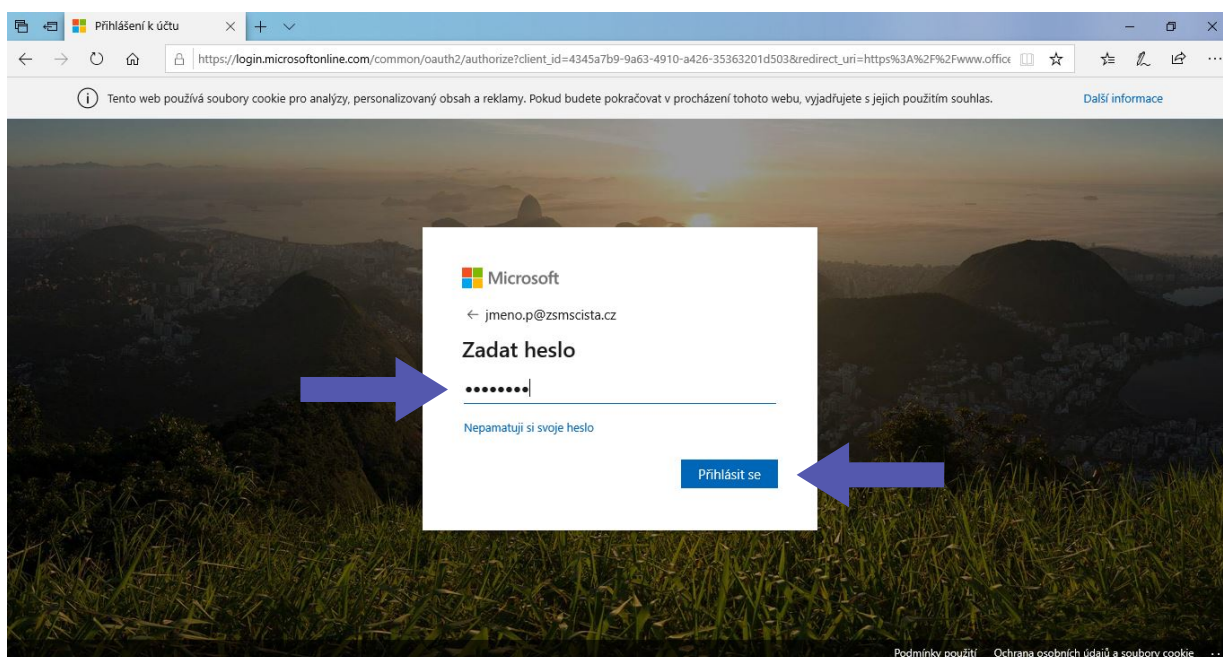 Přihlášení k účtu
https://login.microsoftonline.com/common/oauth2/authorize?client_id=4345a7b9-9a63-4910-a426-35363201d503&redirect_uri=https%3A%2F%2Fwww.office
Tento web používá soubory cookie pro analýzy, personalizovaný obsah a reklamy. Pokud budete pokračovat v procházení tohoto webu, vyjadřujete s jejich použitím souhlas. Další informace
Microsoft
← jmeno.p@zsmscista.cz
Zadat heslo
••••••••
Nepamatuji si svoje heslo
Přihlásit se
Podmínky použití Ochrana osobních údajů a soubory cookie